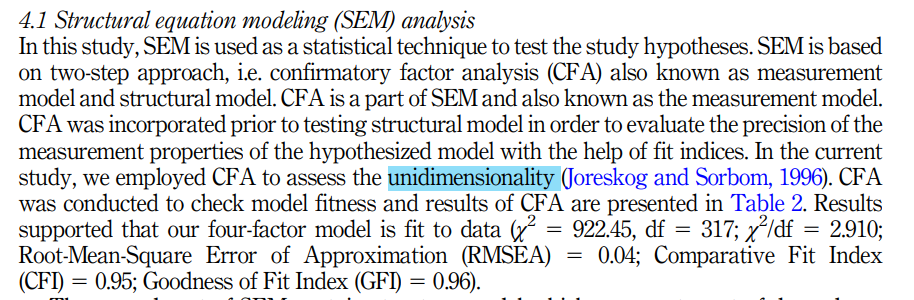 4.1 Structural equation modeling (SEM) analysis
In this study, SEM is used as a statistical technique to test the study hypotheses. SEM is based
on two-step approach, i.e. confirmatory factor analysis (CFA) also known as measurement
model and structural model. CFA is a part of SEM and also known as the measurement model.
CFA was incorporated prior to testing structural model in order to evaluate the precision of the
measurement properties of the hypothesized model with the help of fit indices. In the current
study, we employed CFA to assess the unidimensionality (Joreskog and Sorbom, 1996). CFA
was conducted to check model fitness and results of CFA are presented in Table 2. Results
supported that our four-factor model is fit to data (χ² = 922.45, df = 317; χ²/df = 2.910;
Root-Mean-Square Error of Approximation (RMSEA) = 0.04; Comparative Fit Index
(CFI) = 0.95; Goodness of Fit Index (GFI) = 0.96).